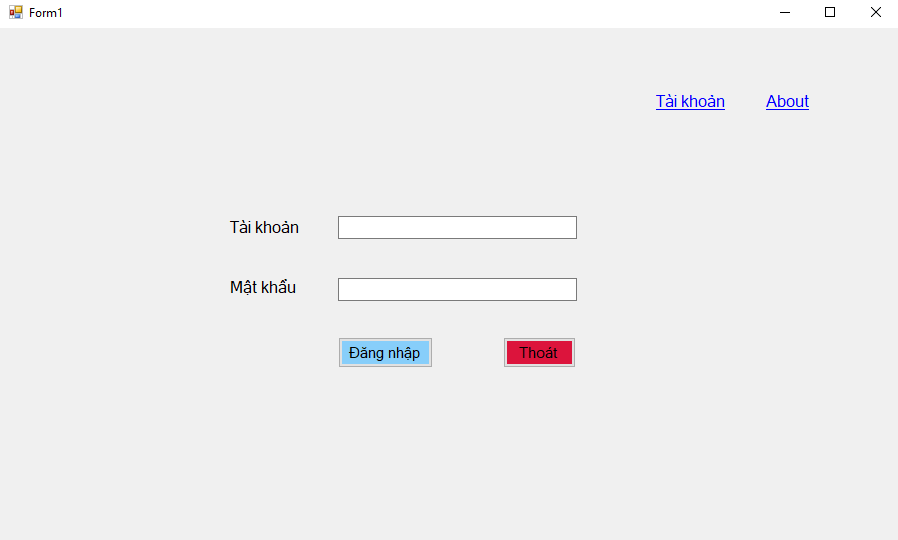 Form1
Tài khoản About
Tài khoản
Mật khẩu
Đăng nhập Thoát